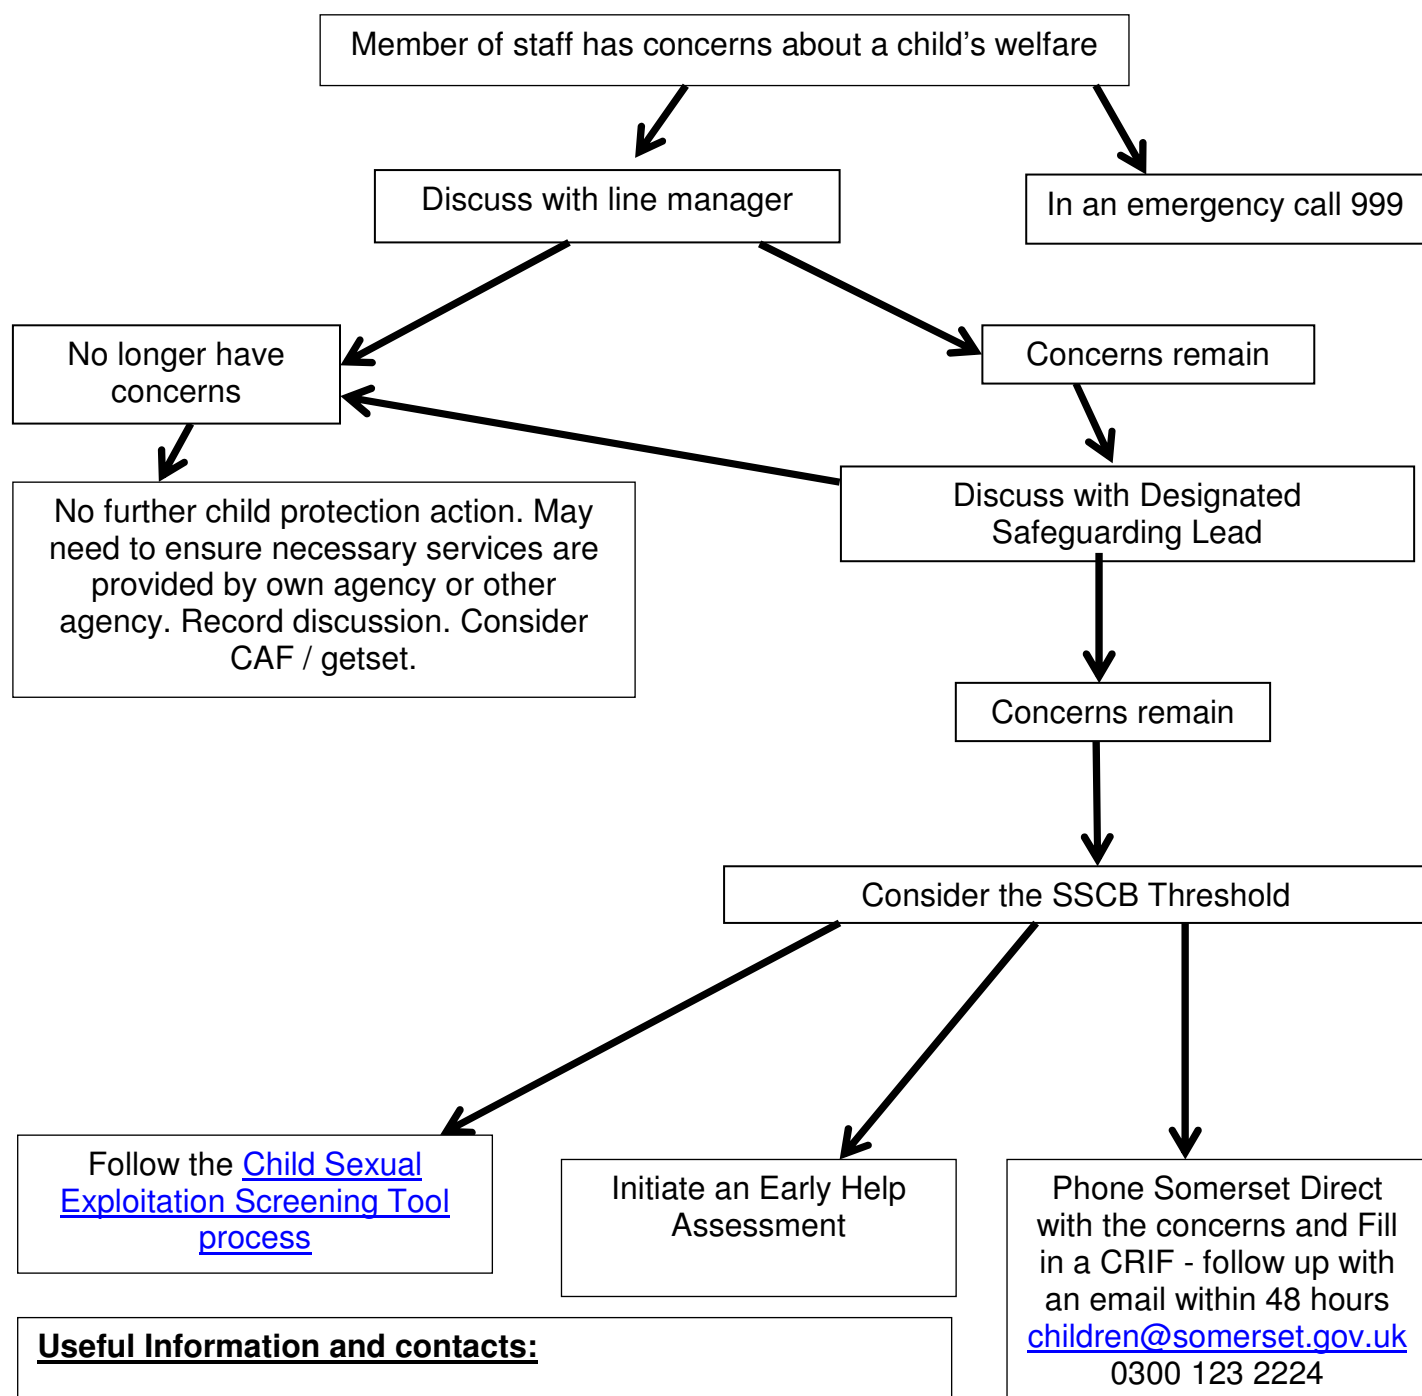 Member of staff has concerns about a child's welfare
Discuss with line manager
In an emergency call 999
No longer have
concerns
Concerns remain
No further child protection action. May
need to ensure necessary services are
provided by own agency or other
agency. Record discussion. Consider
CAF / getset.
Discuss with Designated
Safeguarding Lead
Concerns remain
Consider the SSCB Threshold
Follow the Child Sexual
Exploitation Screening Tool
process
Initiate an Early Help
Assessment
Phone Somerset Direct
with the concerns and Fill
in a CRIF - follow up with
an email within 48 hours
children@somerset.gov.uk
0300 123 2224
Useful Information and contacts: